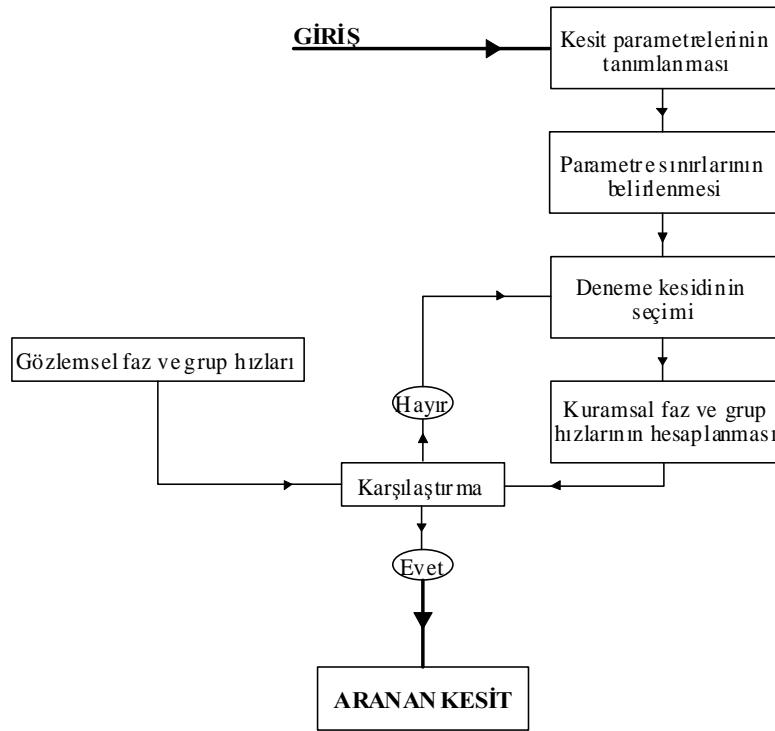 GİRİŞ
Kesit parametrelerinin
tanımlanması
Parametre sınırlarının
belirlenmesi
Deneme kesidinin
seçimi
Gözlemsel faz ve grup hızları
Hayır
Kuramsal faz ve grup
hızlarının hesaplanması
Karşılaştırma
Evet
ARANAN KESİT